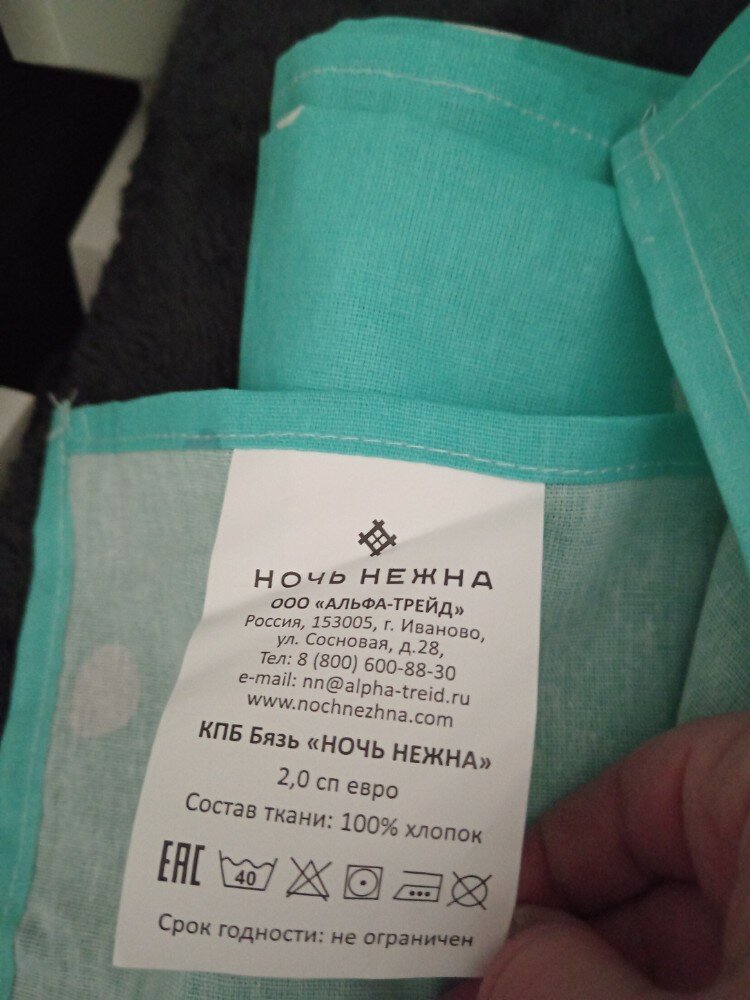 НОЧЬ НЕЖНА
ООО «АЛЬФА-ТРЕЙД»
Россия, 153005, г. Иваново,
ул. Сосновая, д.28,
Тел: 8 (800) 600-88-30
e-mail: nn@alpha-treid.ru
www.nochnezhna.com
КПБ Бязь «НОЧЬ НЕЖНА»
2,0 сп евро
Состав ткани: 100% хлопок
EAC 40
Срок годности: не ограничен